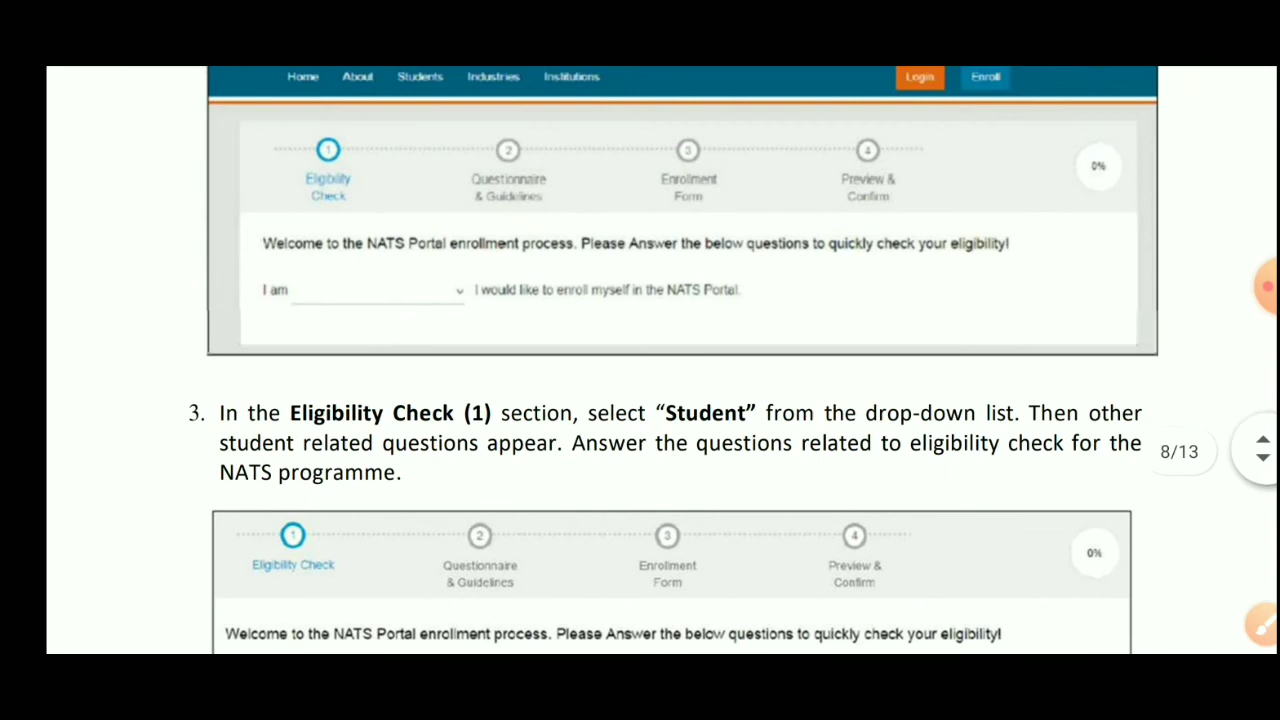 Home About Students Industries Institutions Login Enroll
1 2 3 4 0%
Eligibility Check Questionnaire & Guidelines Enrollment Form Preview & Confirm
Welcome to the NATS Portal enrollment process. Please Answer the below questions to quickly check your eligibility!
I am I would like to enroll myself in the NATS Portal.
3. In the Eligibility Check (1) section, select “Student” from the drop-down list. Then other
student related questions appear. Answer the questions related to eligibility check for the
NATS programme.
8/13
1 2 3 4 0%
Eligibility Check Questionnaire & Guidelines Enrollment Form Preview & Confirm
Welcome to the NATS Portal enrollment process. Please Answer the below questions to quickly check your eligibility!